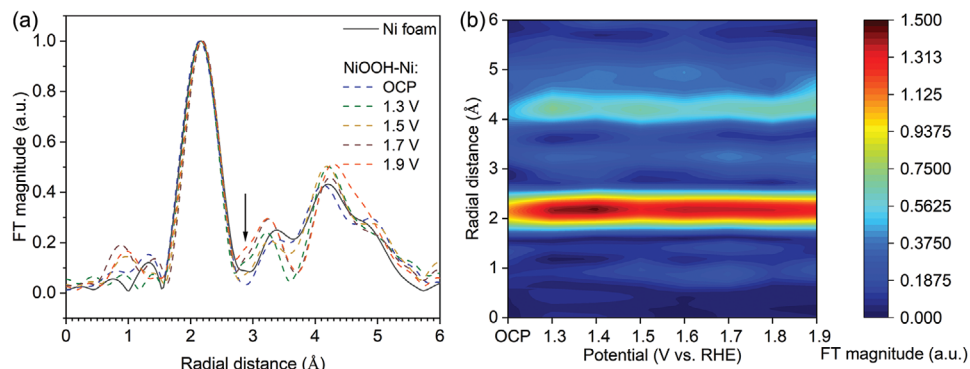 (a)
FT magnitude (a.u.)
1.0
0.8
0.6
0.4
0.2
0.0
Ni foam
NiOOH-Ni:
OCP
1.3 V
1.5 V
1.7 V
1.9 V
0 1 2 3 4 5 6
Radial distance (Å)
(b)
Radial distance (Å)
6
5
4
3
2
1
0
OCP 1.3 1.4 1.5 1.6 1.7 1.8 1.9
Potential (V vs. RHE)
1.500
1.313
1.125
0.9375
0.7500
0.5625
0.3750
0.1875
0.000
FT magnitude (a.u.)